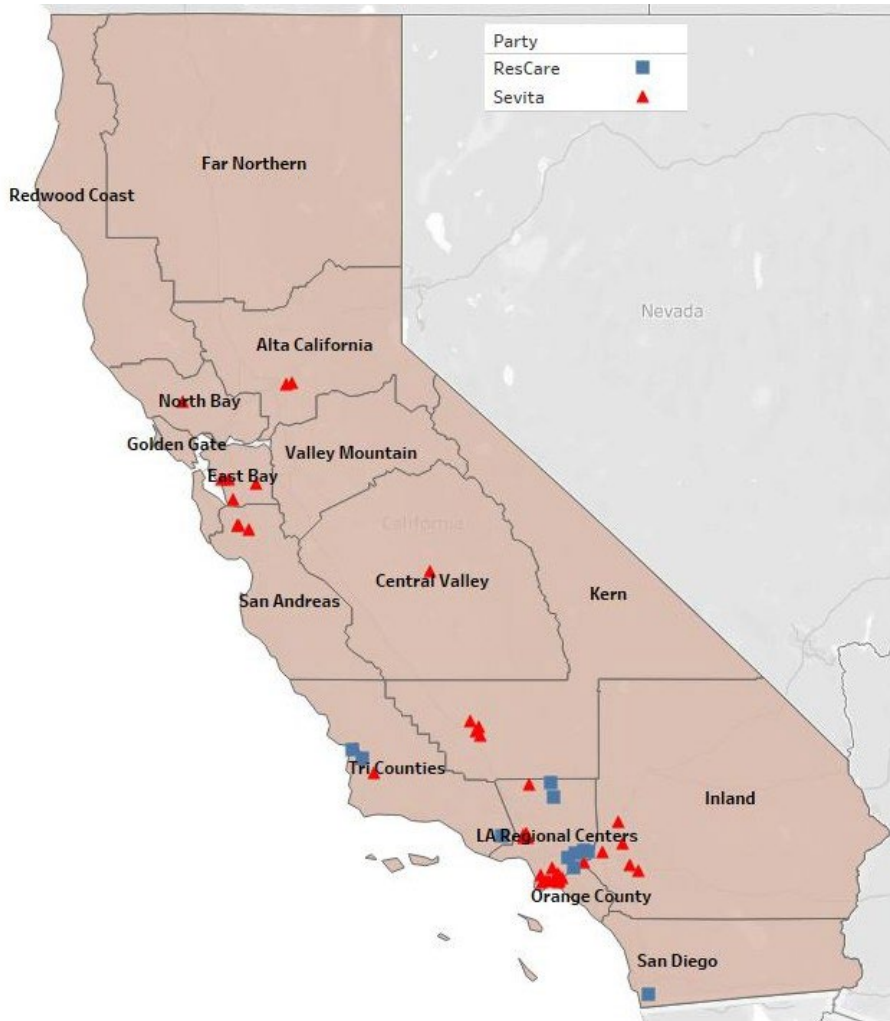 Party
ResCare
Sevita
Far Northern
Redwood Coast
Nevada
Alta California
North Bay
Golden Gate
Valley Mountain
East Bay
California
Central Valley
Kern
San Andreas
Tri Counties
Inland
LA Regional Centers
Orange County
San Diego